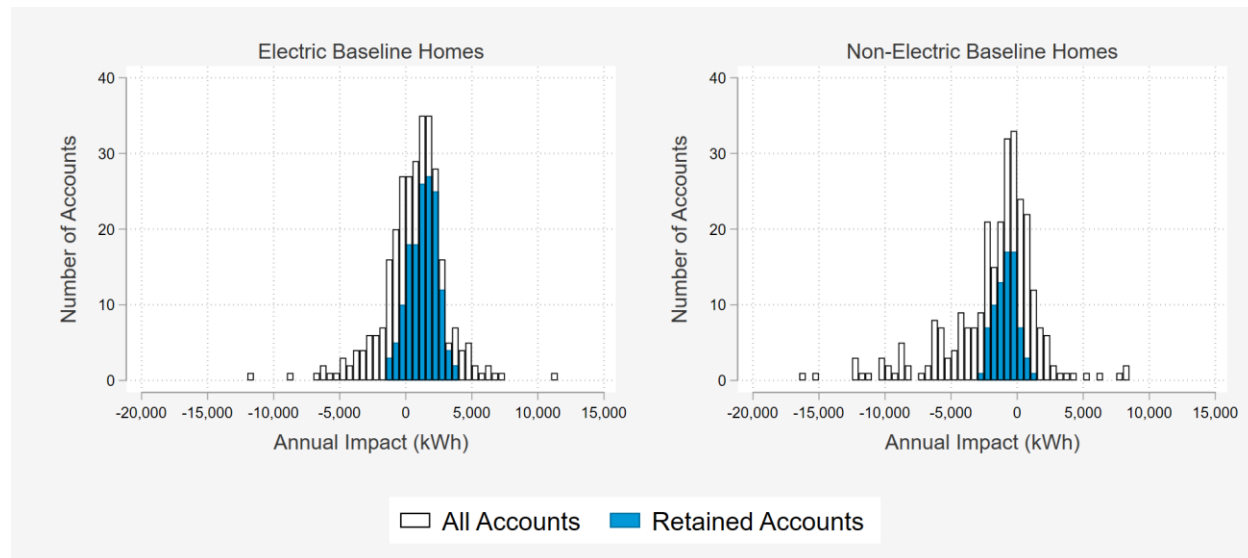 Electric Baseline Homes
Number of Accounts
40
30
20
10
0
-20,000 -15,000 -10,000 -5,000 0 5,000 10,000 15,000
Annual Impact (kWh)
Non-Electric Baseline Homes
Number of Accounts
40
30
20
10
0
-20,000 -15,000 -10,000 -5,000 0 5,000 10,000 15,000
Annual Impact (kWh)
All Accounts Retained Accounts